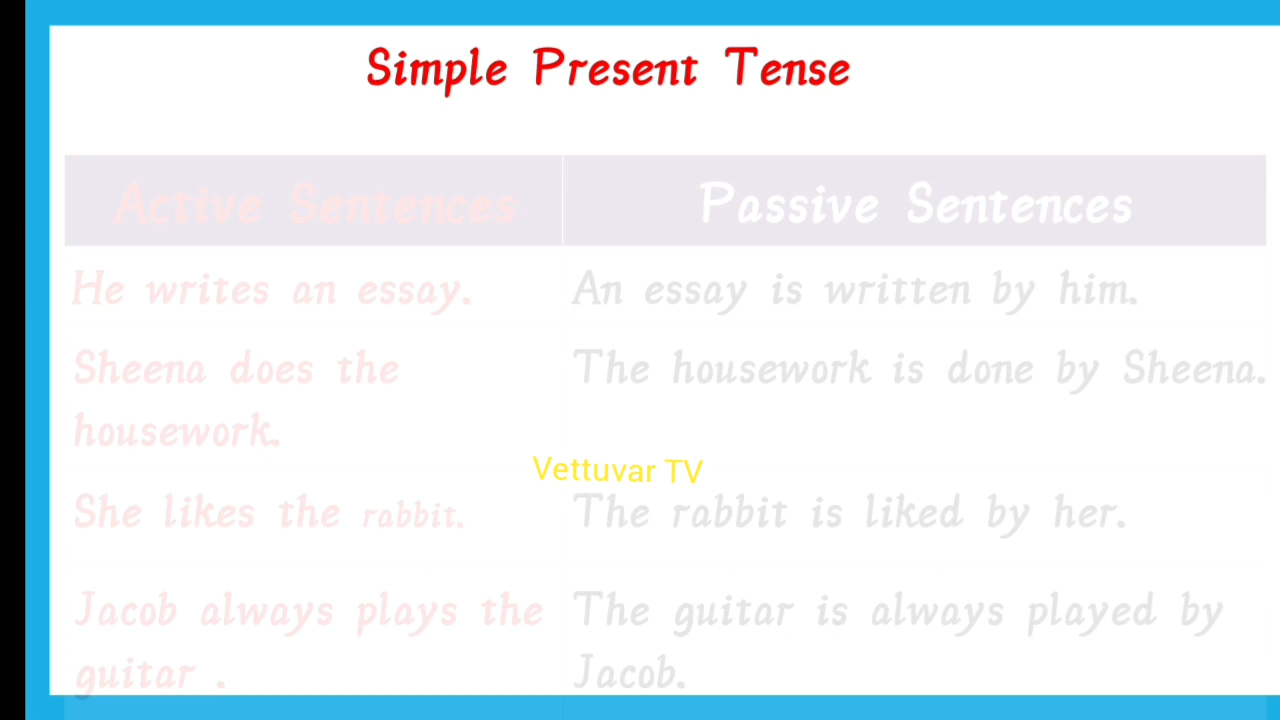 Simple Present Tense
Active Sentences
Passive Sentences
He writes an essay.
An essay is written by him.
Sheena does the
housework.
The housework is done by Sheena.
Vettuvar TV
She likes the rabbit.
The rabbit is liked by her.
Jacob always plays the
guitar .
The guitar is always played by
Jacob.